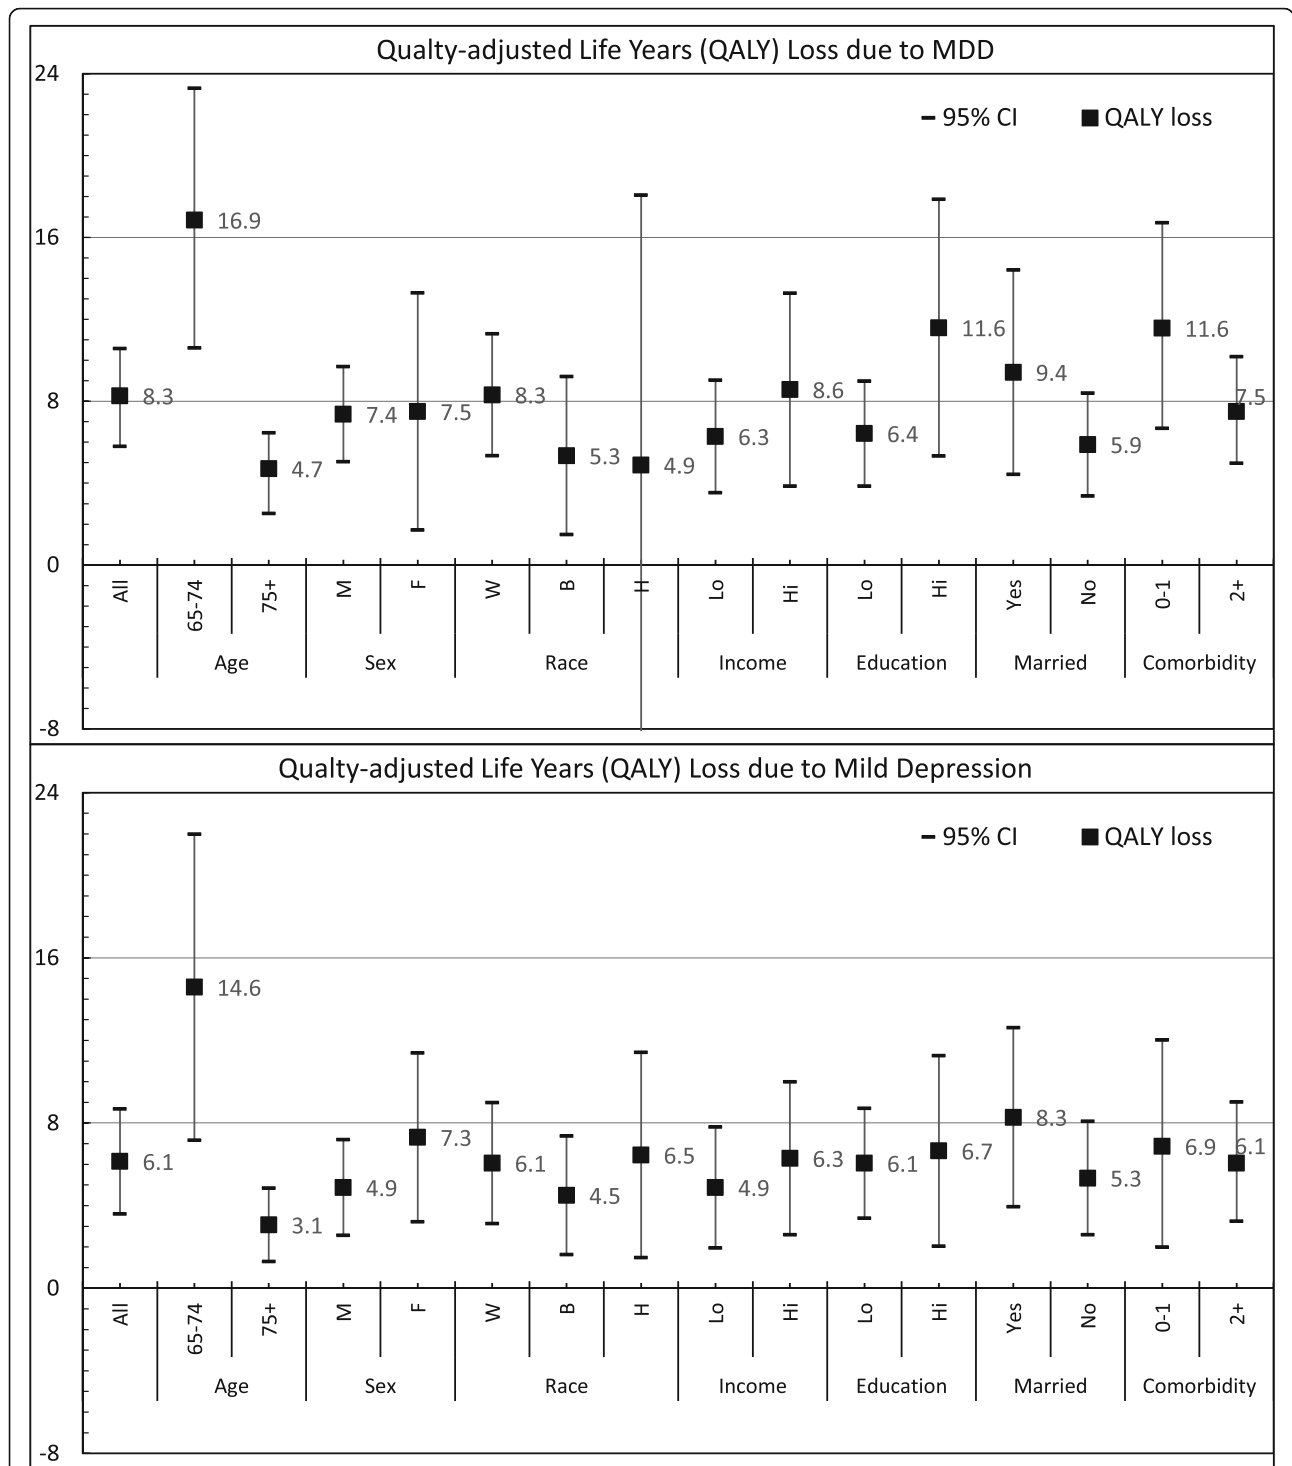 Qualty-adjusted Life Years (QALY) Loss due to MDD
24
95% CI
QALY loss
16.9
16
11.6
11.6
9.4
8.6
8.3
8.3
8
7.5
7.4
7.5
6.3
6.4
5.9
5.3
4.7
4.9
0
All
65-74
75+
M
F
W
B
H
Lo
Hi
Lo
Hi
Yes
No
0-1
2+
Age
Sex
Race
Income
Education
Married
Comorbidity
-8
Qualty-adjusted Life Years (QALY) Loss due to Mild Depression
24
95% CI
QALY loss
16
14.6
8
8.3
6.1
3.1
4.9
7.3
6.1
4.5
6.5
4.9
6.3
6.1
6.7
5.3
6.9
6.1
0
All
65-74
75+
M
F
W
B
H
Lo
Hi
Lo
Hi
Yes
No
0-1
2+
Age
Sex
Race
Income
Education
Married
Comorbidity
-8